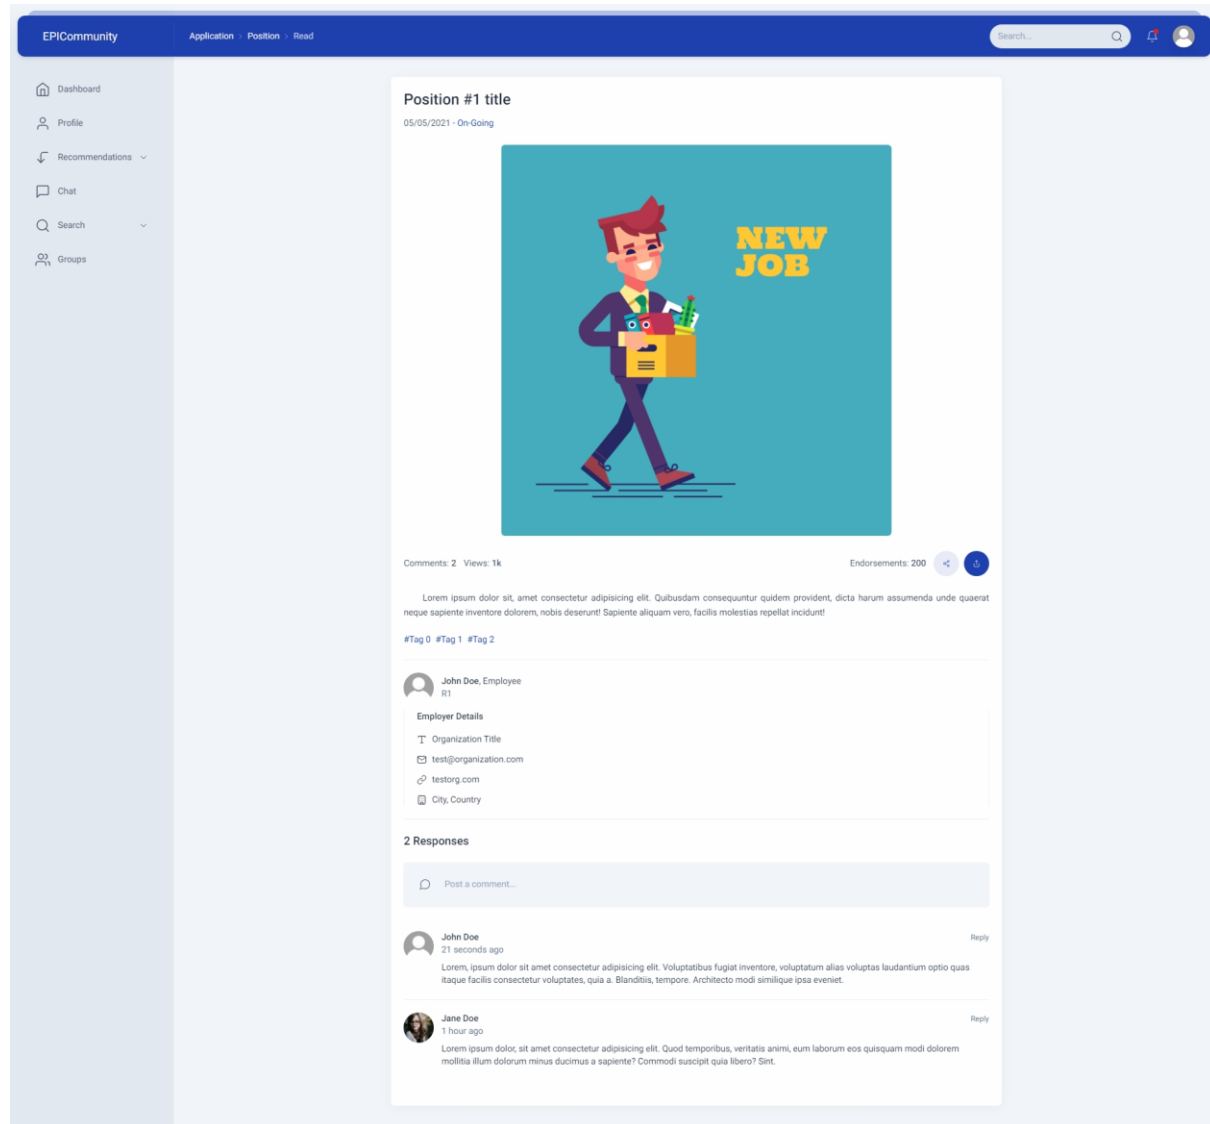 EPICommunity
Application > Position > Read
Search...
Dashboard
Profile
Recommendations
Chat
Search
Groups
Position #1 title
05/05/2021 - On-Going
NEW
JOB
Comments: 2 Views: 1k
Endorsements: 200
Lorem ipsum dolor sit, amet consectetur adipisicing elit. Quibusdam consequuntur quidem provident, dicta harum assumenda unde quaerat
neque sapiente inventore dolorem, nobis deserunt! Sapiente aliquam vero, facilis molestias repellat incidunt!
#Tag 0 #Tag 1 #Tag 2
John Doe, Employee
R1
Employer Details
Organization Title
test@organization.com
testorg.com
City, Country
2 Responses
Post a comment...
John Doe
Reply
21 seconds ago
Lorem, ipsum dolor sit amet consectetur adipisicing elit. Voluptatibus fugiat inventore, voluptatum alias voluptas laudantium optio quas
itaque facilis consectetur voluptates, quia a. Blanditiis, tempore. Architecto modi similique ipsa eveniet.
Jane Doe
Reply
1 hour ago
Lorem ipsum dolor, sit amet consectetur adipisicing elit. Quod temporibus, veritatis animi, eum laborum eos quisquam modi dolorem
mollitia illum dolorum minus ducimus a sapiente? Commodi suscipit quia libero? Sint.